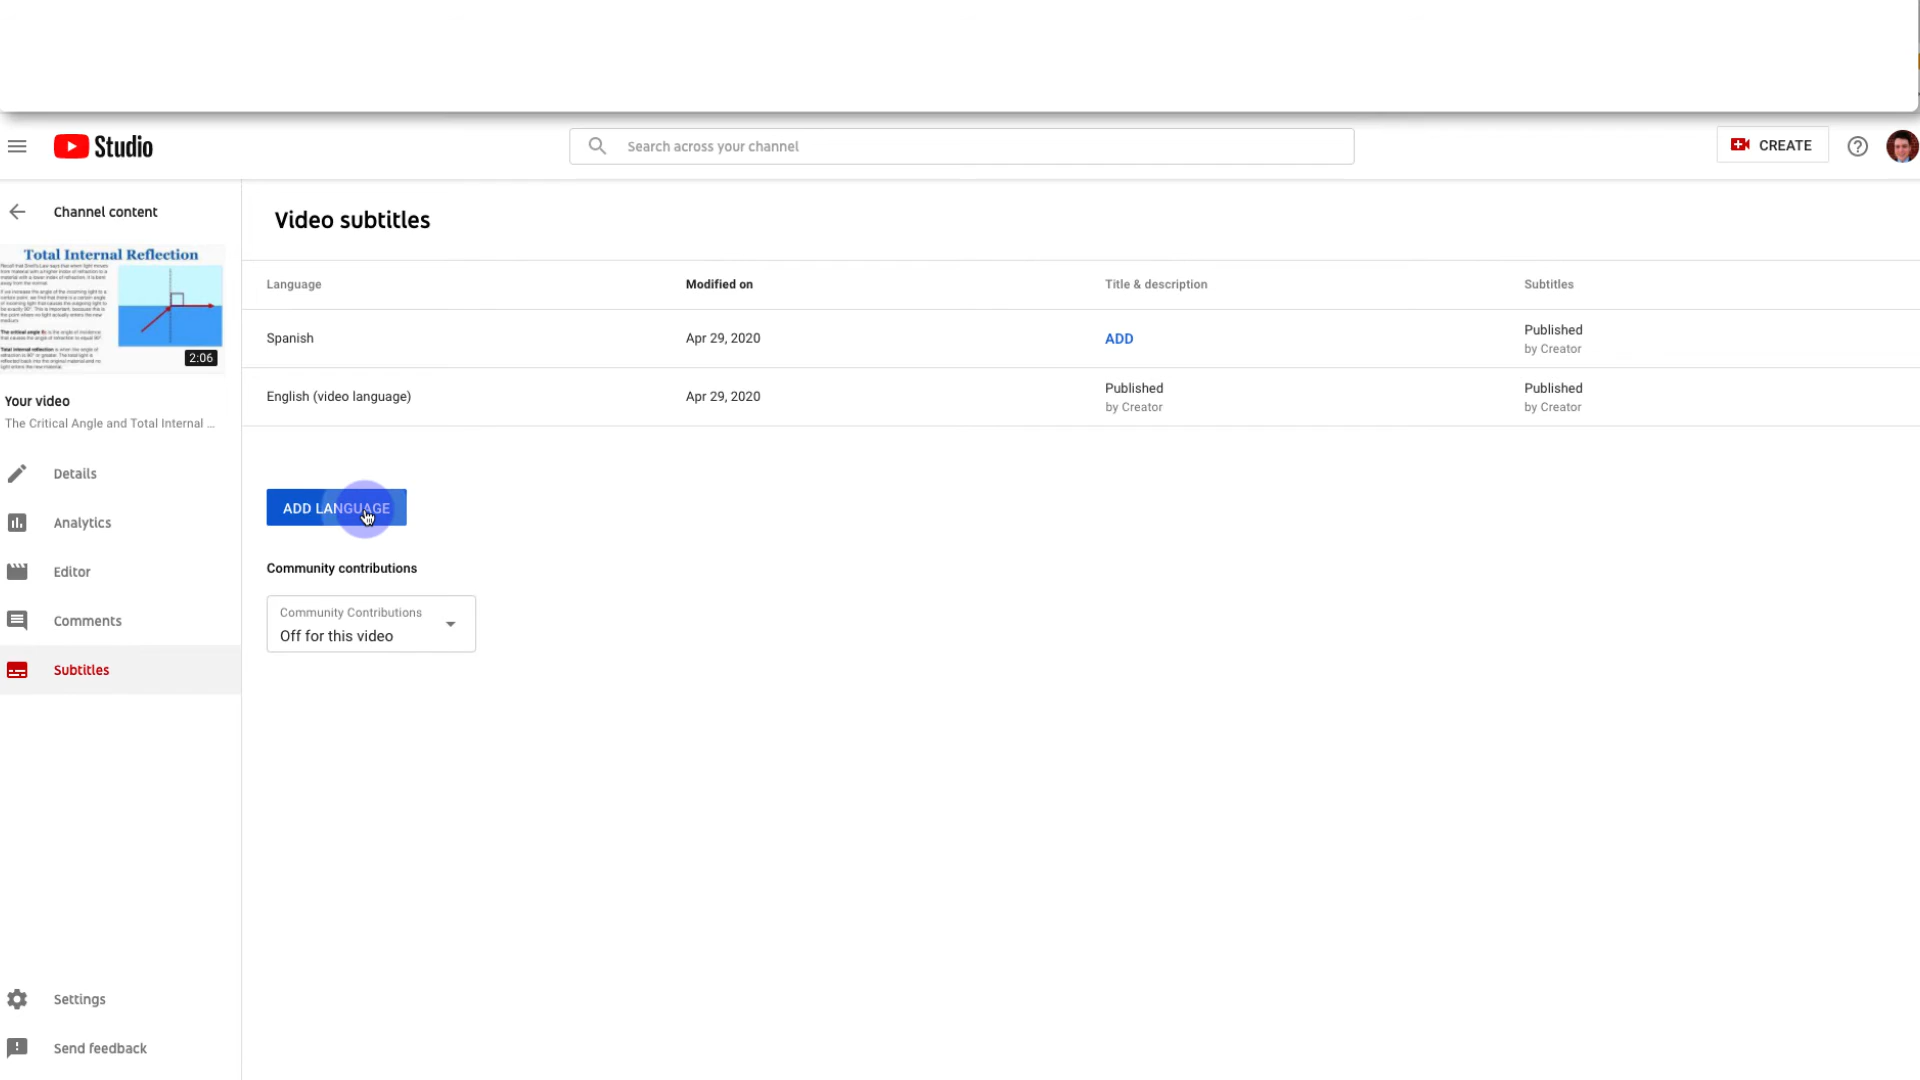 Studio
Search across your channel
CREATE
Channel content
Video subtitles
Total Internal Reflection
2:06
Your video
The Critical Angle and Total Internal ...
Details
Analytics
Editor
Comments
Subtitles
Settings
Send feedback
Language
Modified on
Title & description
Subtitles
Spanish
Apr 29, 2020
ADD
Published
by Creator
English (video language)
Apr 29, 2020
Published
by Creator
Published
by Creator
ADD LANGUAGE
Community contributions
Community Contributions
Off for this video